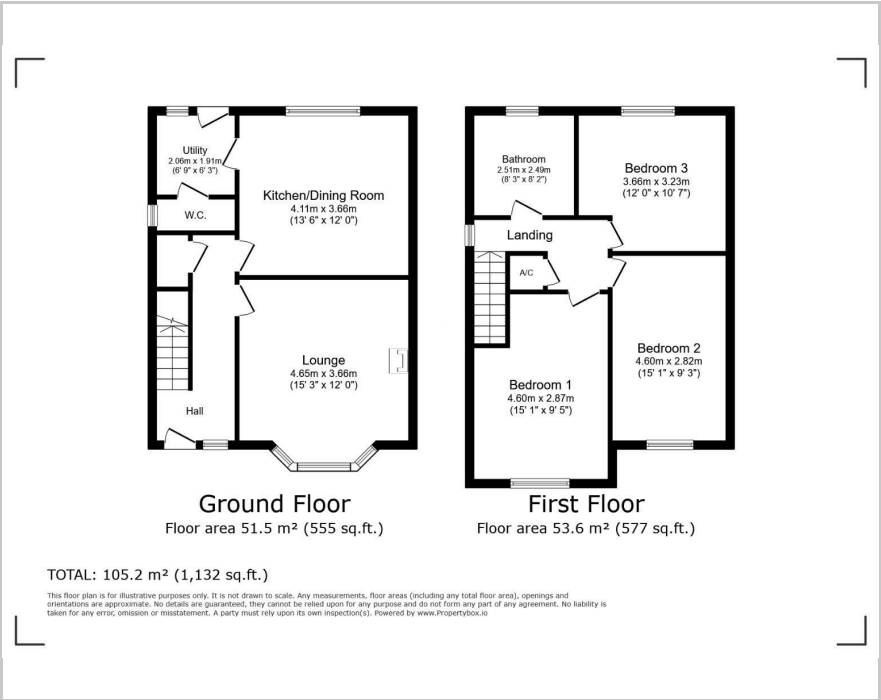 Utility
2.06m x 1.91m
(6' 9" x 6' 3")
W.C.
Kitchen/Dining Room
4.11m x 3.66m
(13' 6" x 12' 0")
Lounge
4.65m x 3.66m
(15' 3" x 12' 0")
Hall
Ground Floor
Floor area 51.5 m² (555 sq.ft.)
Bathroom
2.51m x 2.49m
(8' 3" x 8' 2")
Bedroom 3
3.66m x 3.23m
(12' 0" x 10' 7")
Landing
A/C
Bedroom 2
4.60m x 2.82m
(15' 1" x 9' 3")
Bedroom 1
4.60m x 2.87m
(15' 1" x 9' 5")
First Floor
Floor area 53.6 m² (577 sq.ft.)
TOTAL: 105.2 m² (1,132 sq.ft.)
This floor plan is for illustrative purposes only. It is not drawn to scale. Any measurements, floor areas (including any total floor area), openings and
orientations are approximate. No details are guaranteed, they cannot be relied upon for any purpose and do not form any part of any agreement. No liability is
taken for any error, omission or misstatement. A party must rely upon its own inspection(s). Powered by www.Propertybox.io